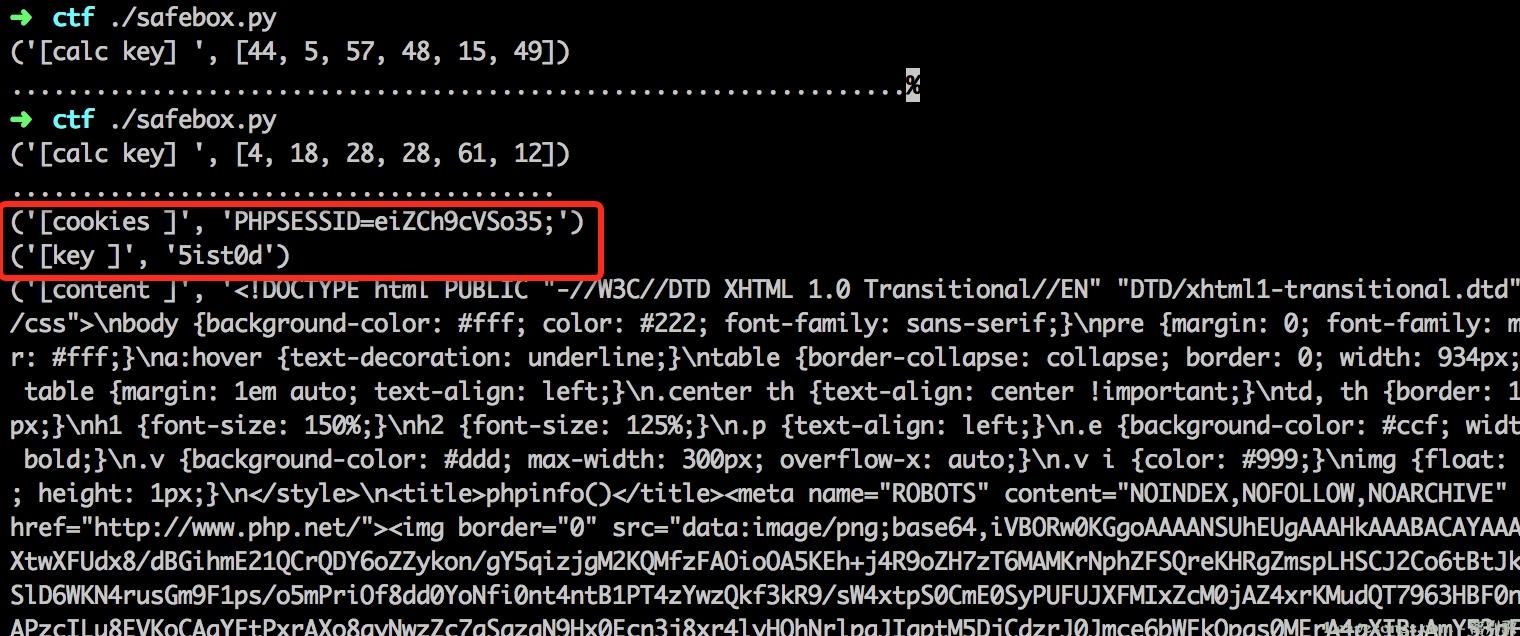 ➜ ctf ./safebox.py
('[calc key] ', [44, 5, 57, 48, 15, 49])
................................................................%
➜ ctf ./safebox.py
('[calc key] ', [4, 18, 28, 28, 61, 12])
.......................................
('[cookies ]', 'PHPSESSID=eiZCh9cVSo35;')
('[key ]', '5ist0d')
('[content ]', '<!DOCTYPE html PUBLIC "-//W3C//DTD XHTML 1.0 Transitional//EN" "DTD/xhtml1-transitional.dtd"
/css">\nbody {background-color: #fff; color: #222; font-family: sans-serif;}\npre {margin: 0; font-family: m
r: #fff;}\na:hover {text-decoration: underline;}\ntable {border-collapse: collapse; border: 0; width: 934px;
table {margin: 1em auto; text-align: left;}\n.center th {text-align: center !important;}\ntd, th {border: 1
px;}\nh1 {font-size: 150%;}\nh2 {font-size: 125%;}\n.p {text-align: left;}\n.e {background-color: #ccf; widt
bold;}\n.v {background-color: #ddd; max-width: 300px; overflow-x: auto;}\n.v i {color: #999;}\nimg {float:
; height: 1px;}\n</style>\n<title>phpinfo()</title><meta name="ROBOTS" content="NOINDEX,NOFOLLOW,NOARCHIVE"
href="http://www.php.net/"><img border="0" src="data:image/png;base64,iVBORw0KGgoAAAANSUhEUgAAAHkAAABACAYAAA
XtwXFUdx8/dBGihmE21QCrQDY6oZZykon/gY5qizjgM2KQMfzFAOioOA5KEh+j4R9oZH7zT6MAMKrNphZFSQreKHRgZmspLHSCJ2Co6tBtJk
SlD6WKN4rusGm9F1ps/o5mPriOf8dd0YoNfi0nt4ntB1PT4zYwzQkf3kR9/sW4xtpS0CmE0SyPUFUJXFMIxZcM0jAZ4xrKMudQT7963HBF0n